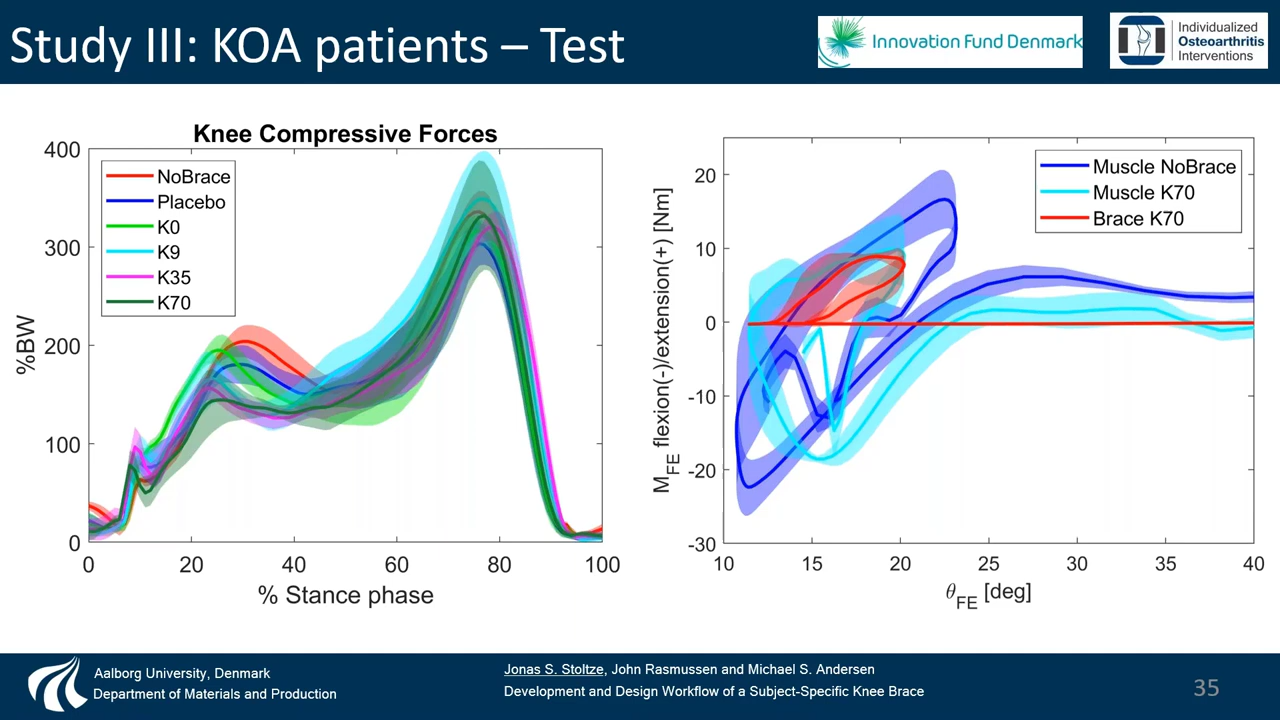 Study III: KOA patients – Test
Innovation Fund Denmark
Individualized
Osteoarthritis
Interventions
Knee Compressive Forces
400
300
200
100
0
%BW
NoBrace
Placebo
K0
K9
K35
K70
0 20 40 60 80 100
% Stance phase
20
10
0
-10
-20
-30
M_FE flexion(-)/extension(+) [Nm]
Muscle NoBrace
Muscle K70
Brace K70
10 15 20 25 30 35 40
θ_FE [deg]
Aalborg University, Denmark
Department of Materials and Production
Jonas S. Stoltze, John Rasmussen and Michael S. Andersen
Development and Design Workflow of a Subject-Specific Knee Brace
35